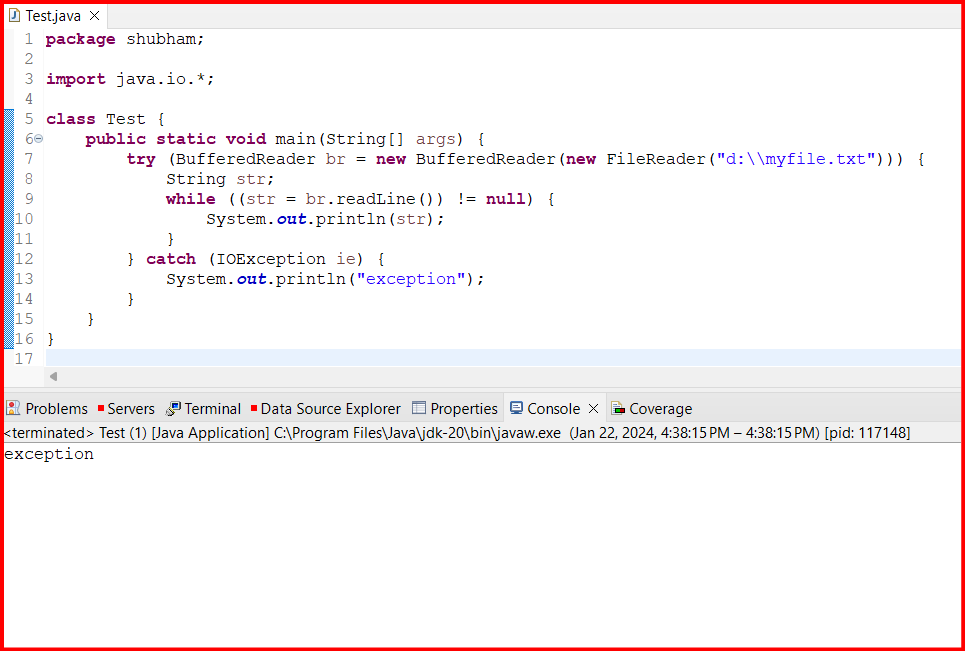 Test.java
1 package shubham;
2
3 import java.io.*;
4
5 class Test {
6     public static void main(String[] args) {
7         try (BufferedReader br = new BufferedReader(new FileReader("d:\\myfile.txt"))) {
8             String str;
9             while ((str = br.readLine()) != null) {
10                 System.out.println(str);
11             }
12         } catch (IOException ie) {
13             System.out.println("exception");
14         }
15     }
16 }
17
Problems Servers Terminal Data Source Explorer Properties Console Coverage
<terminated> Test (1) [Java Application] C:\Program Files\Java\jdk-20\bin\javaw.exe (Jan 22, 2024, 4:38:15 PM – 4:38:15 PM) [pid: 117148]
exception